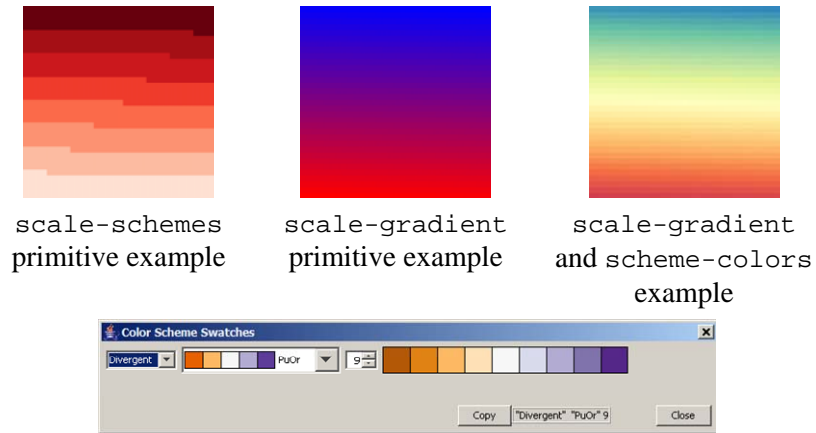 scale-schemes
primitive example
scale-gradient
primitive example
scale-gradient
and scheme-colors
example
Color Scheme Swatches
Divergent PuOr 9
Copy "Divergent" "PuOr" 9 Close